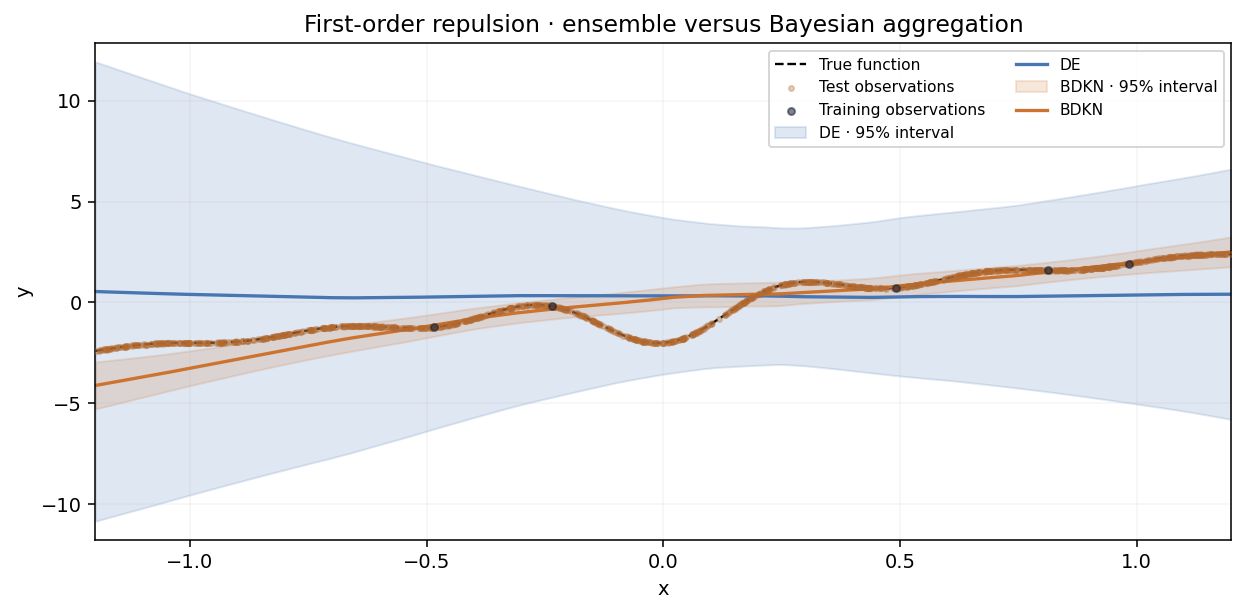 First-order repulsion · ensemble versus Bayesian aggregation
True function
Test observations
Training observations
DE · 95% interval
DE
BDKN · 95% interval
BDKN
10
5
0
−5
−10
y
−1.0
−0.5
0.0
0.5
1.0
x